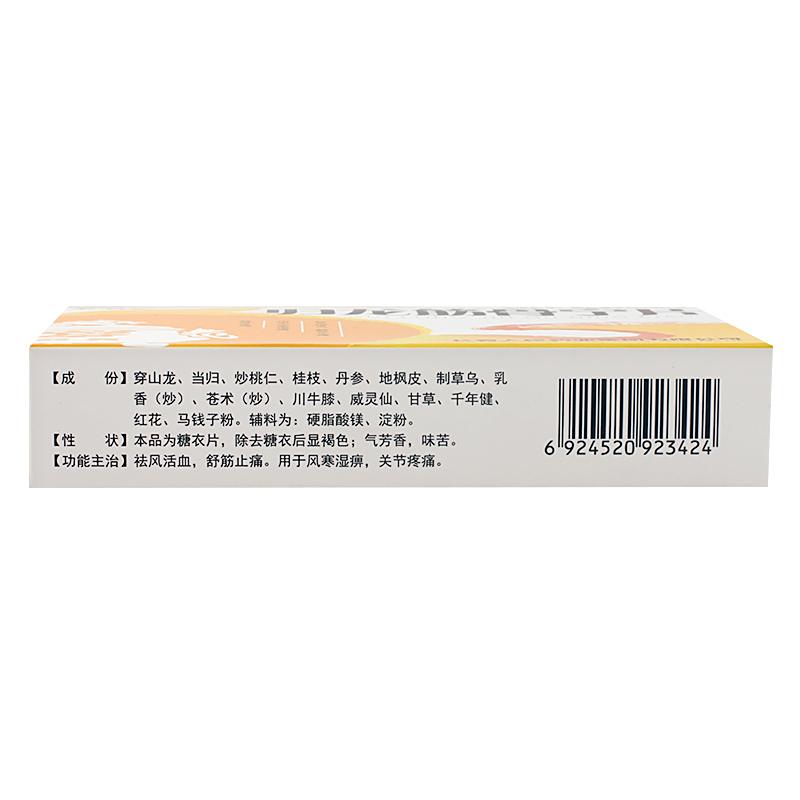 【成　份】穿山龙、当归、炒桃仁、桂枝、丹参、地枫皮、制草乌、乳
香（炒）、苍术（炒）、川牛膝、威灵仙、甘草、千年健、
红花、马钱子粉。辅料为：硬脂酸镁、淀粉。
【性　状】本品为糖衣片，除去糖衣后显褐色；气芳香，味苦。
【功能主治】祛风活血，舒筋止痛。用于风寒湿痹，关节疼痛。
6 924520 923424